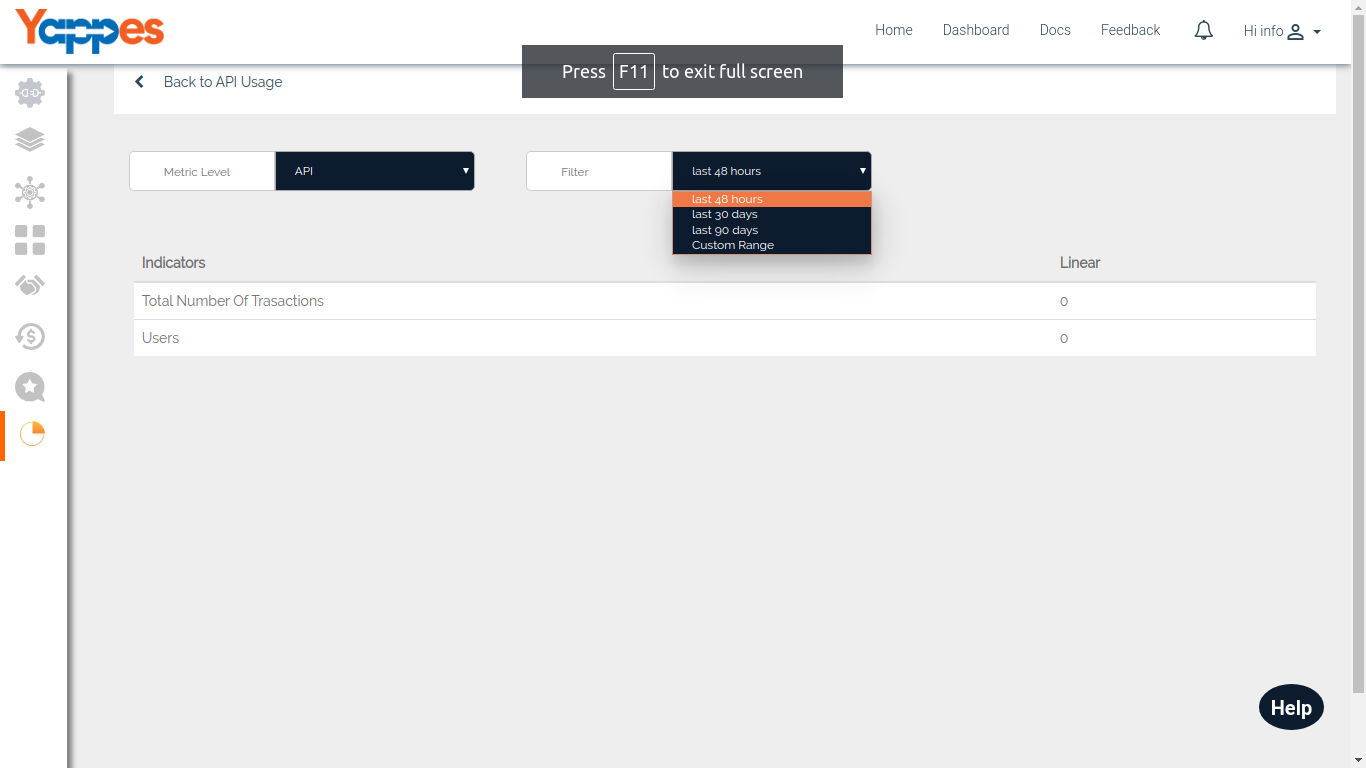 Yappes
Home Dashboard Docs Feedback Hi info
Press F11 to exit full screen
Back to API Usage
Metric Level API Filter last 48 hours
last 48 hours
last 30 days
last 90 days
Custom Range
Indicators Linear
Total Number Of Trasactions 0
Users 0
Help